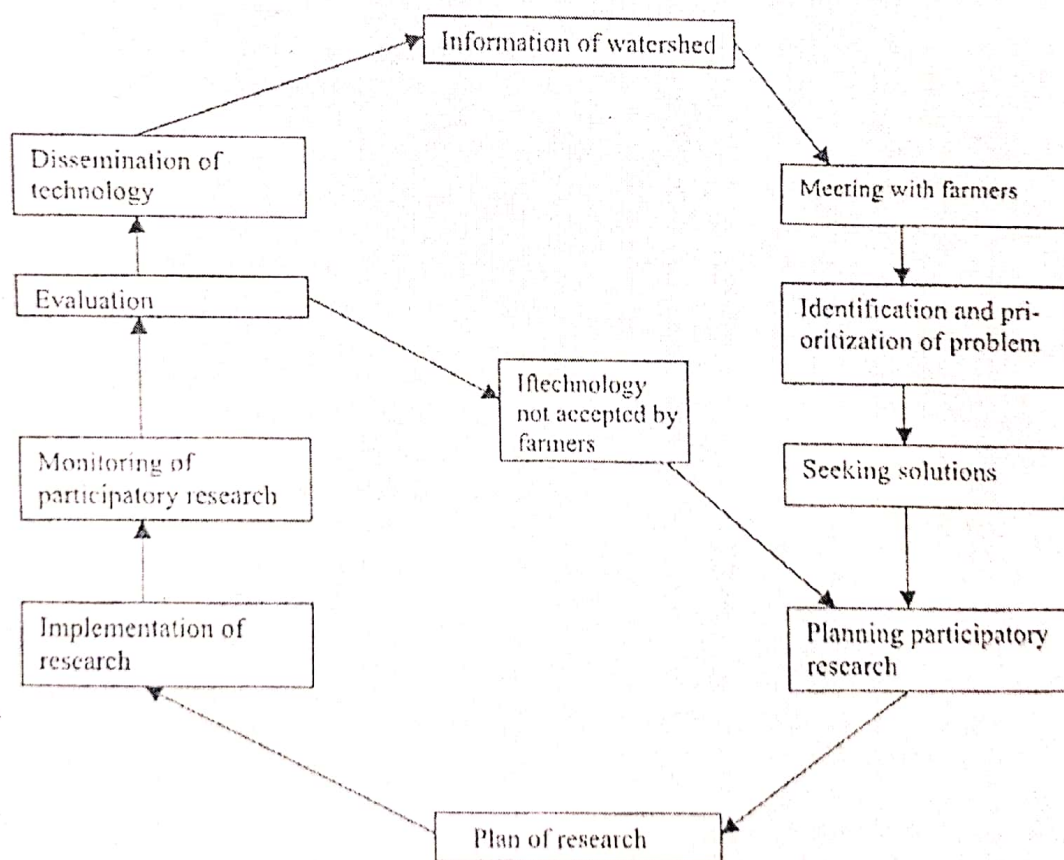 Information of watershed
Dissemination of
technology
Meering with farmers
Evaluation
Identification and pri-
oritization of problem
Iftechnology
not accepted by
farmers
Monitoring of
participatory research
Seeking solutions
Implementation of
research
Planning participatory
research
Plan of research